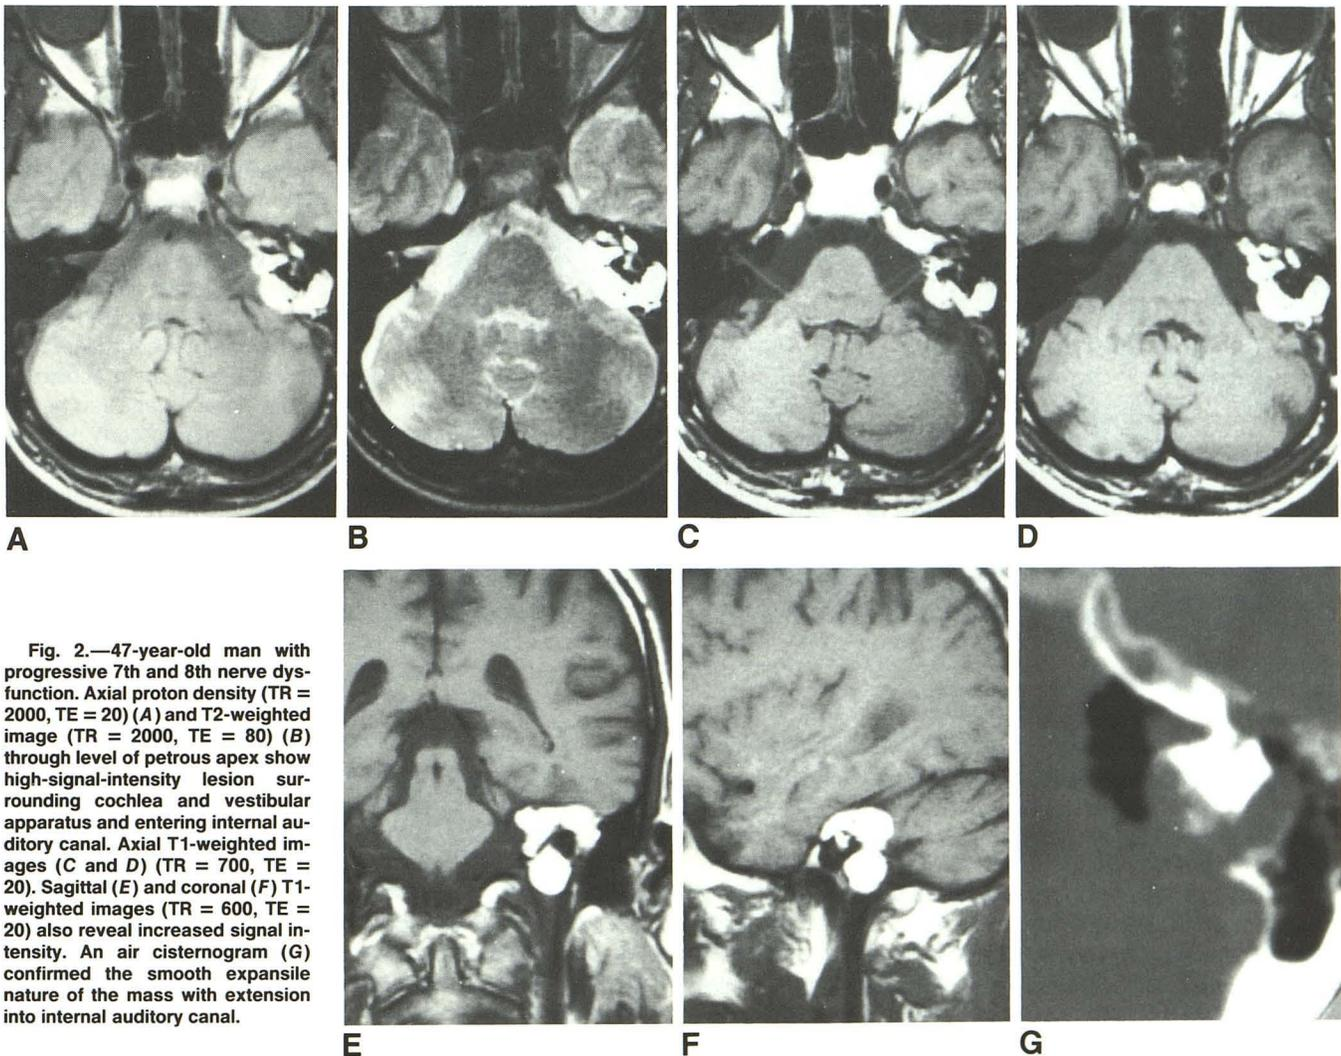 A
B
C
D
Fig. 2.—47-year-old man with
progressive 7th and 8th nerve dys-
function. Axial proton density (TR =
2000, TE = 20) (A) and T2-weighted
image (TR = 2000, TE = 80) (B)
through level of petrous apex show
high-signal-intensity lesion sur-
rounding cochlea and vestibular
apparatus and entering internal au-
ditory canal. Axial T1-weighted im-
ages (C and D) (TR = 700, TE =
20). Sagittal (E) and coronal (F) T1-
weighted images (TR = 600, TE =
20) also reveal increased signal in-
tensity. An air cisternogram (G)
confirmed the smooth expansile
nature of the mass with extension
into internal auditory canal.
E
F
G